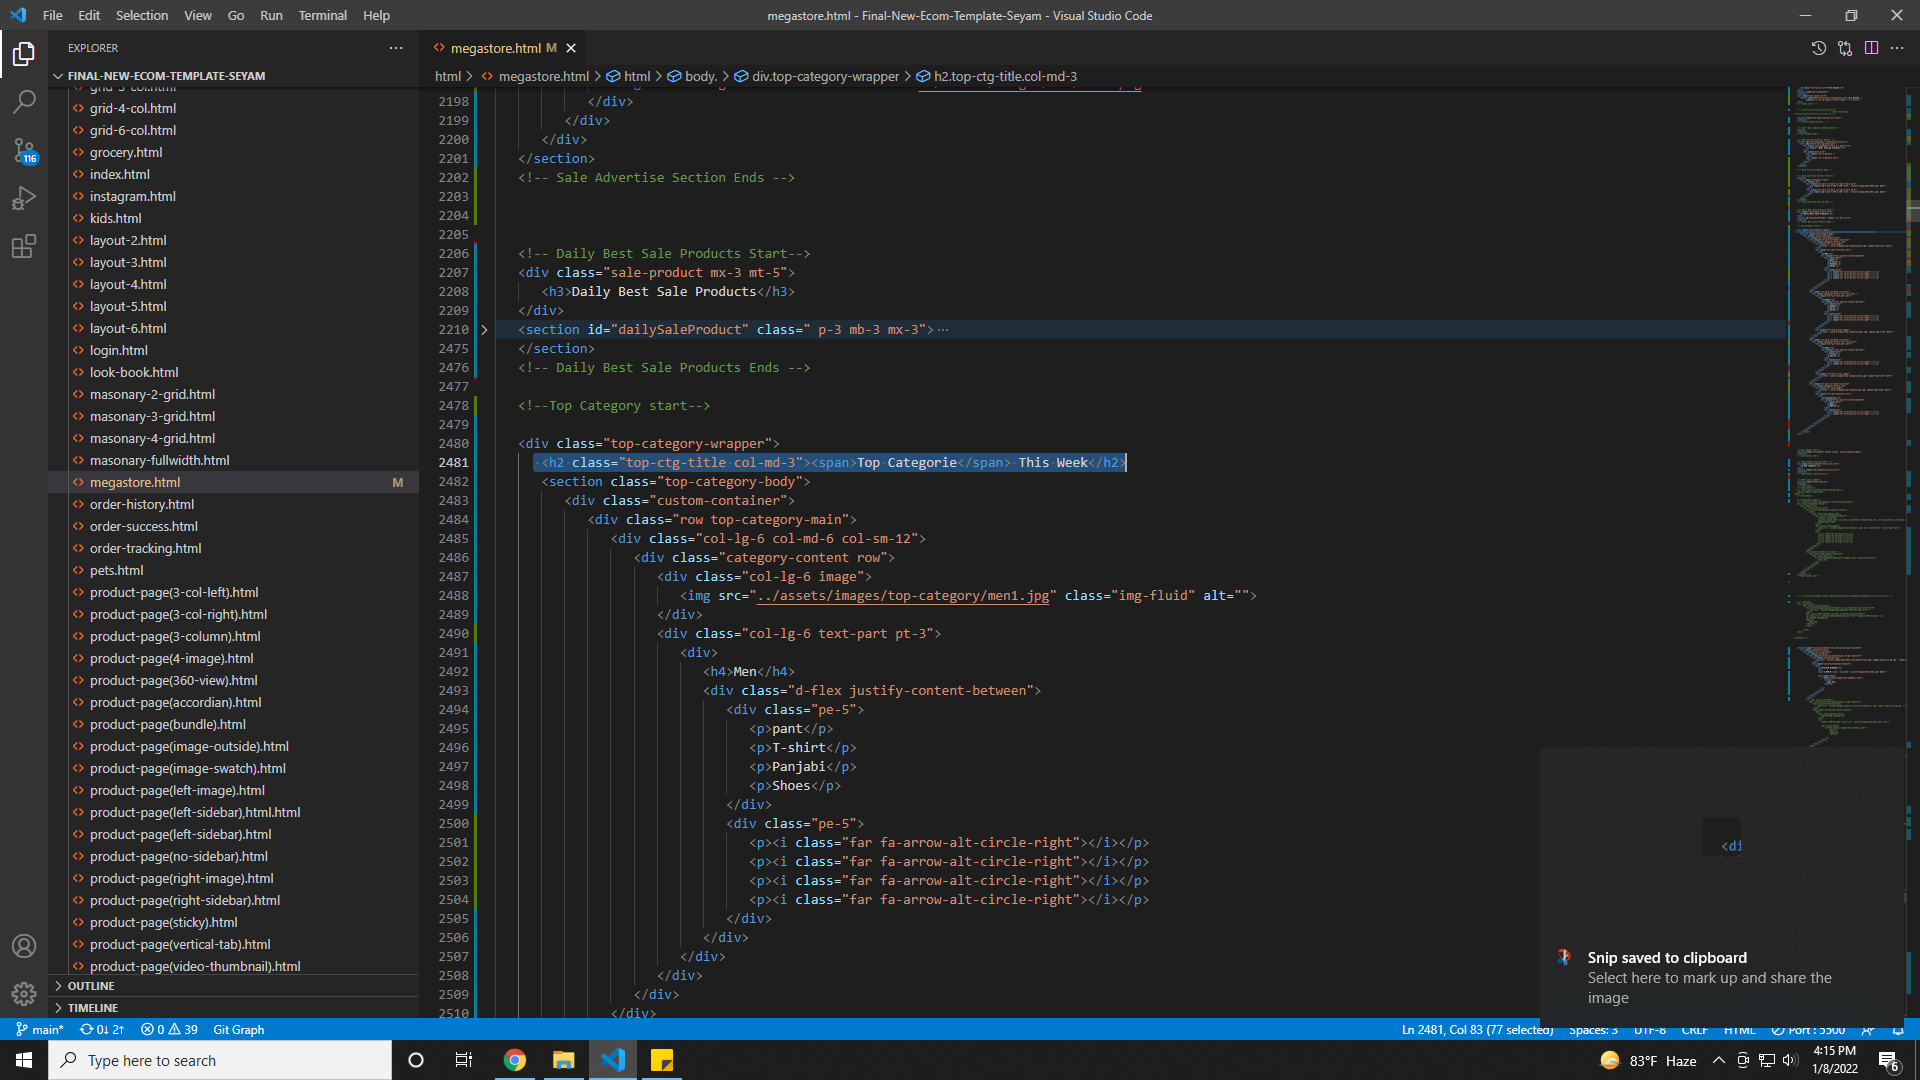 File Edit Selection View Go Run Terminal Help
megastore.html - Final-New-Ecom-Template-Seyam - Visual Studio Code
EXPLORER
FINAL-NEW-ECOM-TEMPLATE-SEYAM
grid-3-col.html
grid-4-col.html
grid-6-col.html
grocery.html
index.html
instagram.html
kids.html
layout-2.html
layout-3.html
layout-4.html
layout-5.html
layout-6.html
login.html
look-book.html
masonary-2-grid.html
masonary-3-grid.html
masonary-4-grid.html
masonary-fullwidth.html
megastore.html M
order-history.html
order-success.html
order-tracking.html
pets.html
product-page(3-col-left).html
product-page(3-col-right).html
product-page(3-column).html
product-page(4-image).html
product-page(360-view).html
product-page(accordian).html
product-page(bundle).html
product-page(image-outside).html
product-page(image-swatch).html
product-page(left-image).html
product-page(left-sidebar),html.html
product-page(left-sidebar).html
product-page(no-sidebar).html
product-page(right-image).html
product-page(right-sidebar).html
product-page(sticky).html
product-page(vertical-tab).html
product-page(video-thumbnail).html
OUTLINE
TIMELINE
116
megastore.html M
html > megastore.html > html > body. > div.top-category-wrapper > h2.top-ctg-title.col-md-3
2198 </div>
2199 </div>
2200 </div>
2201 </section>
2202 <!-- Sale Advertise Section Ends -->
2203
2204
2205
2206 <!-- Daily Best Sale Products Start-->
2207 <div class="sale-product mx-3 mt-5">
2208 <h3>Daily Best Sale Products</h3>
2209 </div>
2210 <section id="dailySaleProduct" class=" p-3 mb-3 mx-3">···
2475 </section>
2476 <!-- Daily Best Sale Products Ends -->
2477
2478 <!--Top Category start-->
2479
2480 <div class="top-category-wrapper">
2481 <h2 class="top-ctg-title col-md-3"><span>Top Categorie</span> This Week</h2>
2482 <section class="top-category-body">
2483 <div class="custom-container">
2484 <div class="row top-category-main">
2485 <div class="col-lg-6 col-md-6 col-sm-12">
2486 <div class="category-content row">
2487 <div class="col-lg-6 image">
2488 <img src="../assets/images/top-category/men1.jpg" class="img-fluid" alt="">
2489 </div>
2490 <div class="col-lg-6 text-part pt-3">
2491 <div>
2492 <h4>Men</h4>
2493 <div class="d-flex justify-content-between">
2494 <div class="pe-5">
2495 <p>pant</p>
2496 <p>T-shirt</p>
2497 <p>Panjabi</p>
2498 <p>Shoes</p>
2499 </div>
2500 <div class="pe-5">
2501 <p><i class="far fa-arrow-alt-circle-right"></i></p>
2502 <p><i class="far fa-arrow-alt-circle-right"></i></p>
2503 <p><i class="far fa-arrow-alt-circle-right"></i></p>
2504 <p><i class="far fa-arrow-alt-circle-right"></i></p>
2505 </div>
2506 </div>
2507 </div>
2508 </div>
2509 </div>
2510 </div>
<di
Snip saved to clipboard
Select here to mark up and share the
image
main* 0↓ 2↑ 0 39 Git Graph
Ln 2481, Col 83 (77 selected) Spaces: 3 UTF-8 CRLF HTML Port : 5500
Type here to search
83°F Haze
4:15 PM
1/8/2022
6